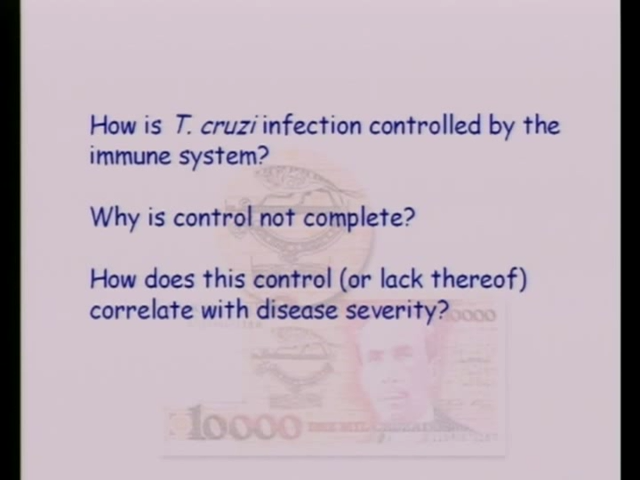 How is T. cruzi infection controlled by the
immune system?
Why is control not complete?
How does this control (or lack thereof)
correlate with disease severity?
10000
10000